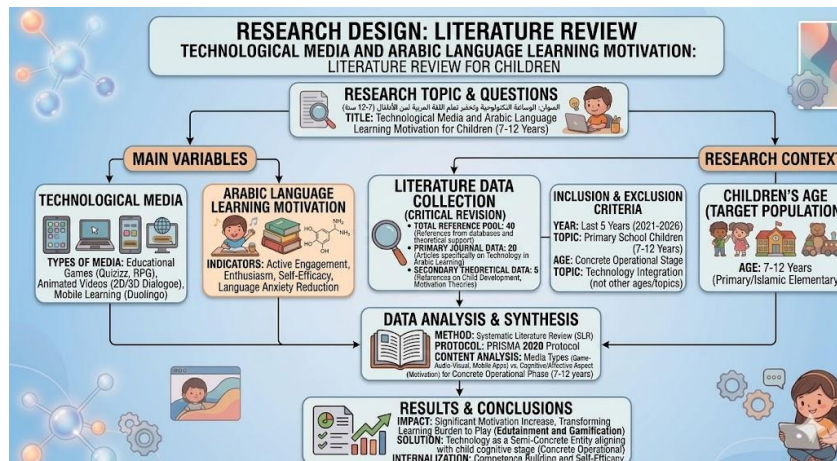 RESEARCH DESIGN: LITERATURE REVIEW
TECHNOLOGICAL MEDIA AND ARABIC LANGUAGE LEARNING MOTIVATION:
LITERATURE REVIEW FOR CHILDREN
RESEARCH TOPIC & QUESTIONS
TITLE: Technological Media and Arabic Language
Learning Motivation for Children (7-12 Years)
MAIN VARIABLES
RESEARCH CONTEXT
TECHNOLOGICAL MEDIA
TYPES OF MEDIA: Educational
Games (Quizizz, RPG),
Animated Videos (2D/3D Dialogoe),
Mobile Learning (Duolingo)
ARABIC LANGUAGE
LEARNING MOTIVATION
NH₂
INDICATORS: Active Engagement,
Enthusiasm, Self-Efficacy,
Language Anxiety Reduction
LITERATURE DATA
COLLECTION
(CRITICAL REVISION)
• TOTAL REFERENCE POOL: 40
(References from databases and
theoretical support)
• PRIMARY JOURNAL DATA: 20
(Articles specifically on Technology in
Arabic Learning)
• SECONDARY THEORETICAL DATA: 5
(References on Child Development,
Motivation Theories)
INCLUSION & EXCLUSION
CRITERIA
YEAR: Last 5 Years (2021-2026)
TOPIC: Primary School Children
(7-12 Years)
AGE: Concrete Operational Stage
TOPIC: Technology Integration
(not other ages/topics)
CHILDREN'S AGE
(TARGET POPULATION
AGE: 7-12 Years
(Primary/Islamic Elementary
DATA ANALYSIS & SYNTHESIS
METHOD: Systematic Literature Review (SLR)
PROTOCOL: PRISMA 2020 Protocol
CONTENT ANALYSIS: Media Types (Game-
Audio-Visual, Mobile Apps) vs, Cognitive/Affective Aspect
(Motivation) for Concrete Operational Phase (7-12 years)
RESULTS & CONCLUSIONS
IMPACT: Significant Motivation Increase, Transforming
Learning Burden to Play (Edutainment and Gamification)
SOLUTION: Technology as a Semi-Concrete Entity aligning
with child cognitive stage (Concrete Operational)
INTERNALIZATION: Competence Building and Self-Efficacy